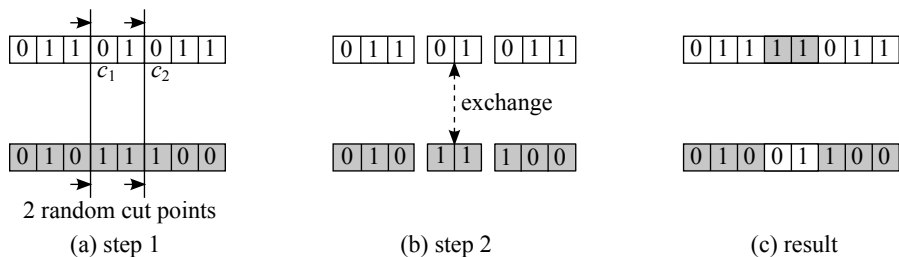 0 1 1 0 1 0 1 1
c1 c2
0 1 0 1 1 1 0 0
2 random cut points
(a) step 1
0 1 1 0 1 0 1 1
exchange
0 1 0 1 1 1 0 0
(b) step 2
0 1 1 1 1 0 1 1
0 1 0 0 1 1 0 0
(c) result